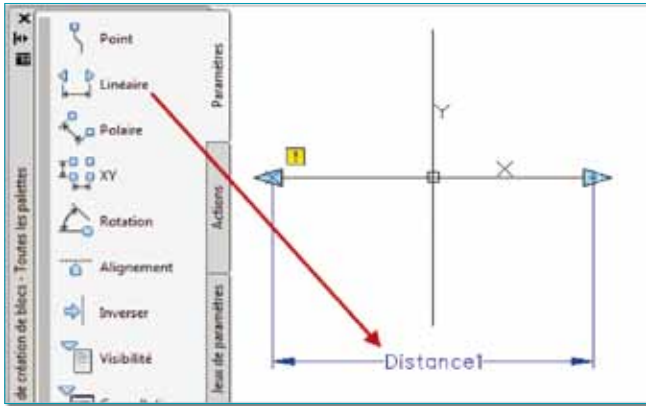 de création de blocs - Toutes les palettes
Point
Linéaire
Polaire
XY
Rotation
Alignement
Inverser
Visibilité
Paramètres
Actions
Jeux de paramètres
Y
X
!
Distance1